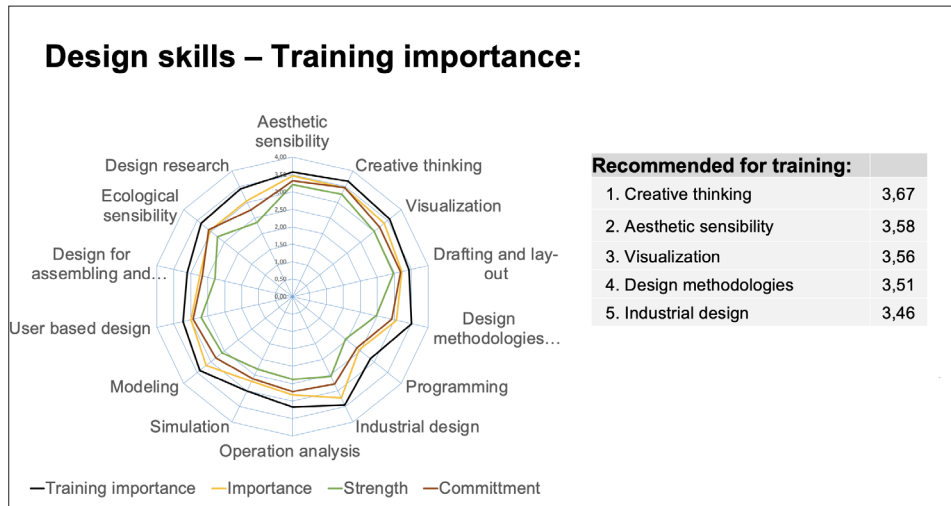 Design skills – Training importance:
Aesthetic
sensibility
Design research
Creative thinking
Ecological
sensibility
Visualization
Design for
assembling and…
Drafting and lay-
out
User based design
Design
methodologies…
Modeling
Programming
Simulation
Industrial design
Operation analysis
4,00
3,50
3,00
2,50
2,00
1,50
1,00
0,50
0,00
Training importance
Importance
Strength
Committment
Recommended for training:
1. Creative thinking 3,67
2. Aesthetic sensibility 3,58
3. Visualization 3,56
4. Design methodologies 3,51
5. Industrial design 3,46